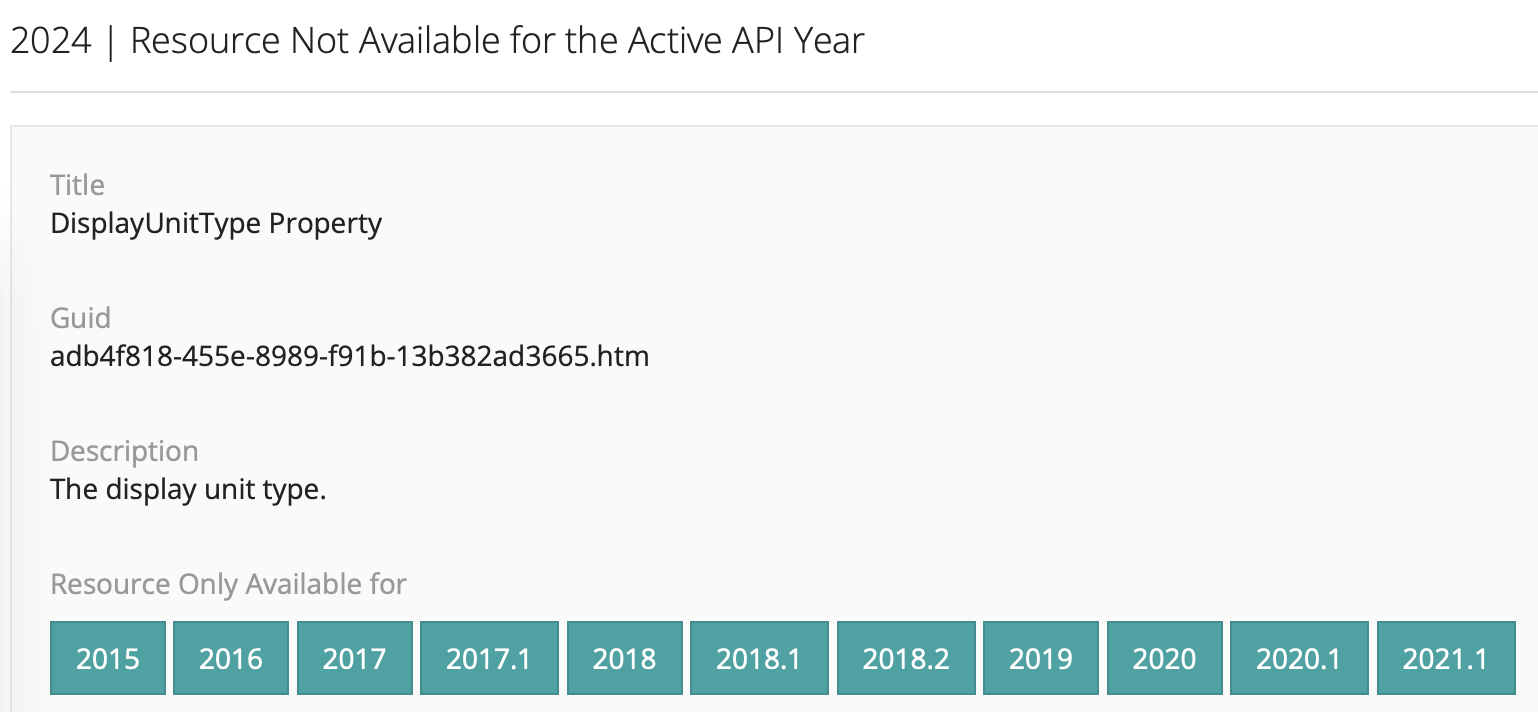 2024 | Resource Not Available for the Active API Year
Title
DisplayUnitType Property
Guid
adb4f818-455e-8989-f91b-13b382ad3665.htm
Description
The display unit type.
Resource Only Available for
2015 2016 2017 2017.1 2018 2018.1 2018.2 2019 2020 2020.1 2021.1